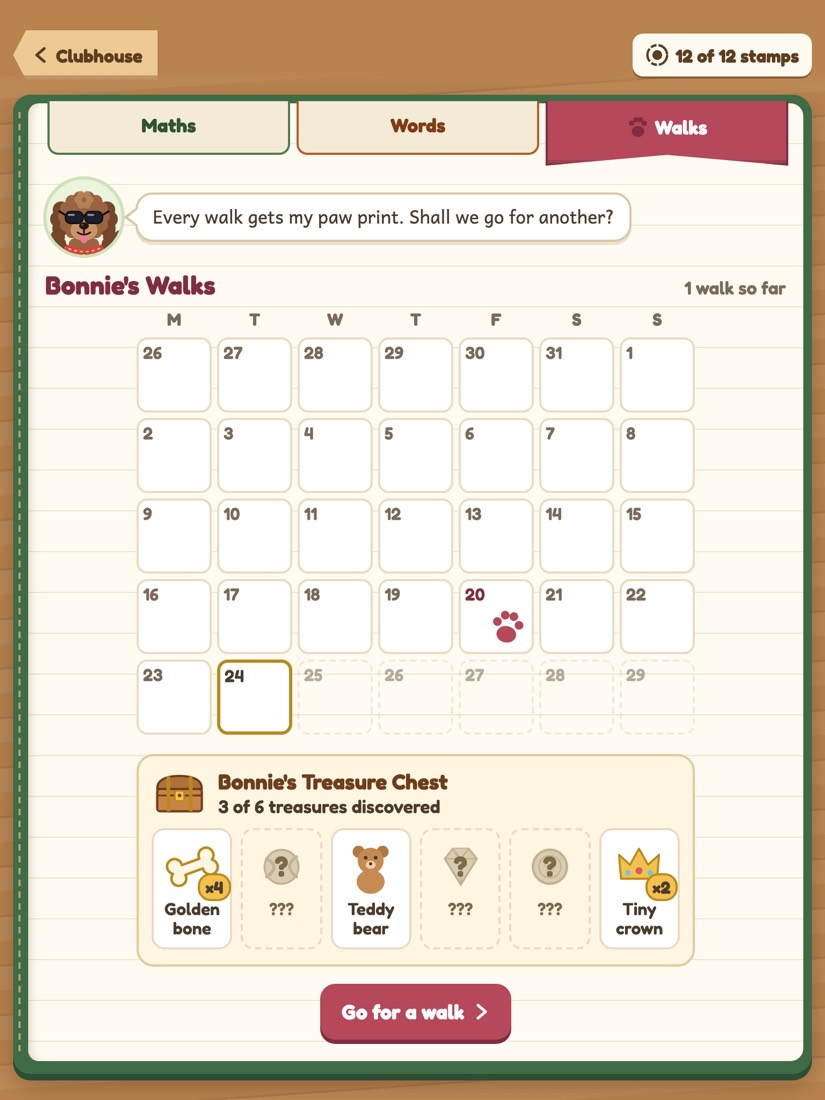 Clubhouse
12 of 12 stamps
Maths
Words
Walks
Every walk gets my paw print. Shall we go for another?
Bonnie's Walks
1 walk so far
M T W T F S S
26 27 28 29 30 31 1
2 3 4 5 6 7 8
9 10 11 12 13 14 15
16 17 18 19 20 21 22
23 24 25 26 27 28 29
Bonnie's Treasure Chest
3 of 6 treasures discovered
x4
Golden
bone
?
???
Teddy
bear
?
???
?
???
x2
Tiny
crown
Go for a walk